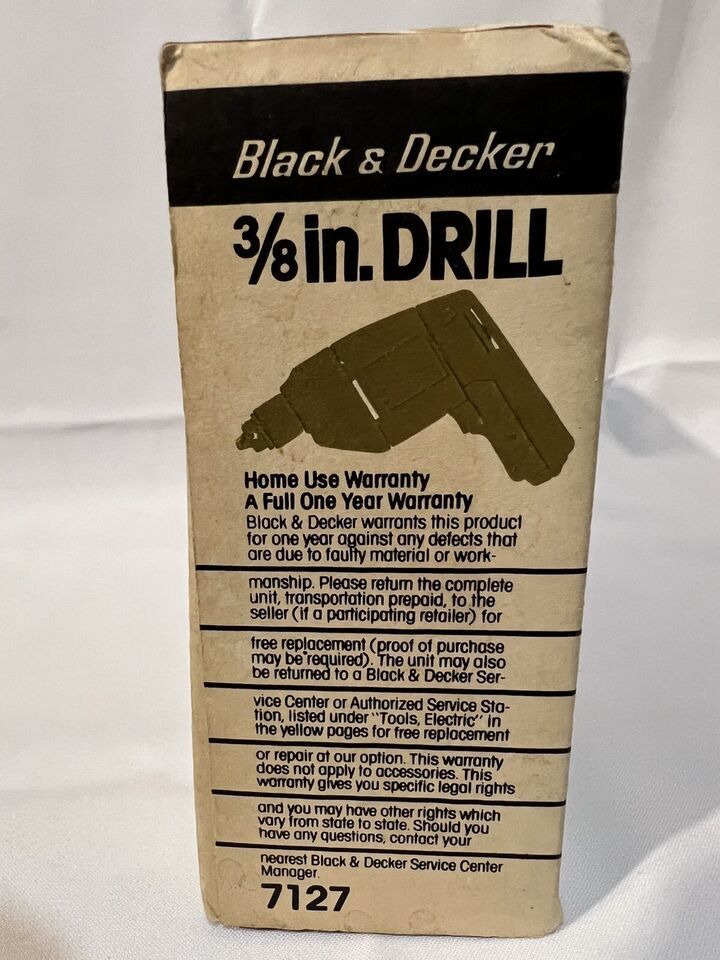 Black & Decker
3/8 in. DRILL
Home Use Warranty
A Full One Year Warranty
Black & Decker warrants this product
for one year against any defects that
are due to faulty material or work-
manship. Please return the complete
unit, transportation prepaid, to the
seller (if a participating retailer) for
free replacement (proof of purchase
may be required). The unit may also
be returned to a Black & Decker Ser-
vice Center or Authorized Service Sta-
tion, listed under "Tools, Electric" in
the yellow pages for free replacement
or repair at our option. This warranty
does not apply to accessories. This
warranty gives you specific legal rights
and you may have other rights which
vary from state to state. Should you
have any questions, contact your
nearest Black & Decker Service Center
Manager.
7127